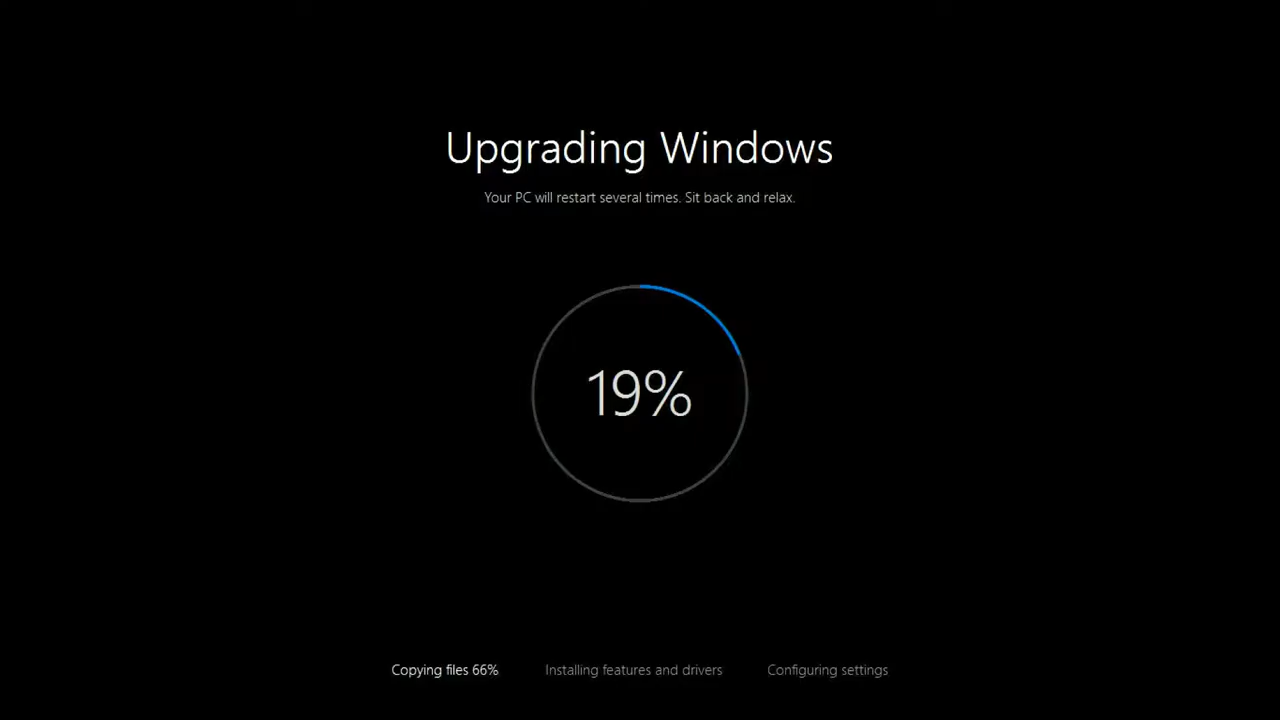 Upgrading Windows
Your PC will restart several times. Sit back and relax.
19%
Copying files 66%
Installing features and drivers
Configuring settings